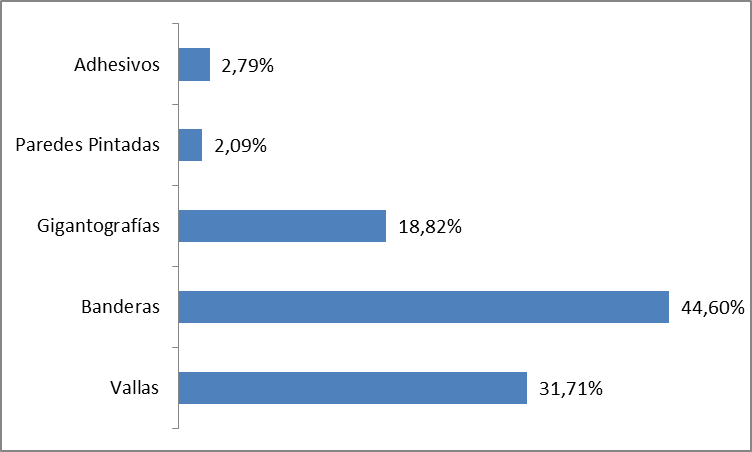 Adhesivos 2,79%
Paredes Pintadas 2,09%
Gigantografías 18,82%
Banderas 44,60%
Vallas 31,71%